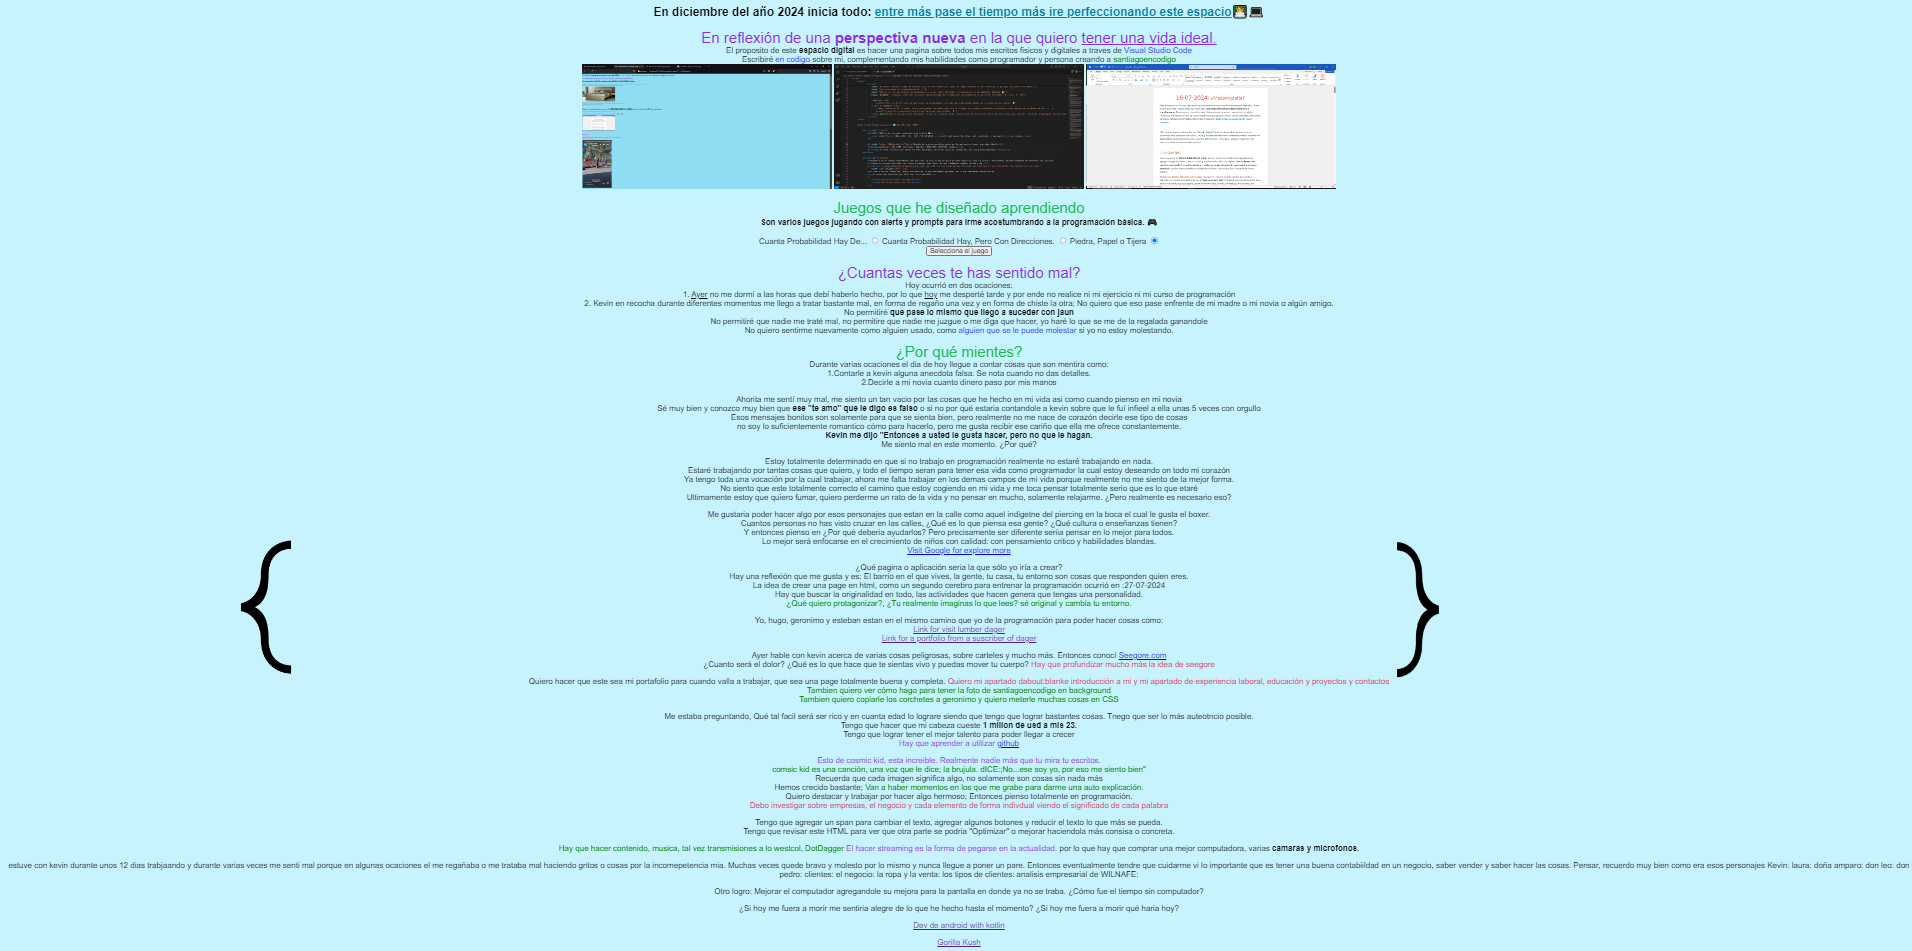 En diciembre del año 2024 inicia todo: entre más pase el tiempo más ire perfeccionando este espacio
En reflexión de una perspectiva nueva en la que quiero tener una vida ideal.
El proposito de este espacio digital es hacer una pagina sobre todos mis escritos fisicos y digitales a traves de Visual Studio Code
Escribiré en codigo sobre mi, complementando mis habilidades como programador y persona creando a santiagoencodigo
16-07-2024:
Juegos que he diseñado aprendiendo
Son varios juegos jugando con alerts y prompts para irme acostumbrando a la programación básica. 🎮
Cuanta Probabilidad Hay De... Cuanta Probabilidad Hay, Pero Con Direcciones. Piedra, Papel o Tijera
Selecciona el juego
¿Cuantas veces te has sentido mal?
Hoy ocurrió en dos ocaciones:
1. Ayer no me dormí a las horas que debí haberlo hecho, por lo que hoy me desperté tarde y por ende no realice ni mi ejercicio ni mi curso de programación
2. Kevin en recocha durante diferentes momentos me llego a tratar bastante mal, en forma de regaño una vez y en forma de chiste la otra; No quiero que eso pase enfrente de mi madre o mi novia o algún amigo.
No permitiré que pase lo mismo que llego a suceder con jaun
No permitiré que nadie me traté mal, no permitire que nadie me juzgue o me diga que hacer, yo haré lo que se me de la regalada ganandole
No quiero sentirme nuevamente como alguien usado, como alguien que se le puede molestar si yo no estoy molestando.
¿Por qué mientes?
Durante varias ocaciones el dia de hoy llegue a contar cosas que son mentira como:
1.Contarle a kevin alguna anecdota falsa: Se nota cuando no das detalles.
2.Decirle a mi novia cuanto dinero paso por mis manos
Ahorita me sentí muy mal, me siento un tan vacio por las cosas que he hecho en mi vida asi como cuando pienso en mi novia
Sé muy bien y conozco muy bien que ese "te amo" que le digo es falso o si no por qué estaria contandole a kevin sobre que le fui infieel a ella unas 5 veces con orgullo
Esos mensajes bonitos son solamente para que se sienta bien, pero realmente no me nace de corazón decirle ese tipo de cosas
no soy lo suficientemente romantico cómo para hacerlo, pero me gusta recibir ese cariño que ella me ofrece constantemente.
Kevin me dijo "Entonces a usted le gusta hacer, pero no que le hagan.
Me siento mal en este momento. ¿Por qué?
Estoy totalmente determinado en que si no trabajo en programación realmente no estaré trabajando en nada.
Estaré trabajando por tantas cosas que quiero, y todo el tiempo seran para tener esa vida como programador la cual estoy deseando on todo mi corazón
Ya tengo toda una vocación por la cual trabajar, ahora me falta trabajar en los demas campos de mi vida porque realmente no me siento de la mejor forma.
No siento que este totalmente correcto el camino que estoy cogiendo en mi vida y me toca pensar totalmente serio que es lo que etaré
Ultimamente estoy que quiero fumar, quiero perderme un rato de la vida y no pensar en mucho, solamente relajarme. ¿Pero realmente es necesario eso?
Me gustaria poder hacer algo por esos personajes que estan en la calle como aquel indigetne del piercing en la boca el cual le gusta el boxer.
Cuantos personas no has visto cruzar en las calles, ¿Qué es lo que piensa esa gente? ¿Qué cultura o enseñanzas tienen?
Y entonces pienso en ¿Por qué deberia ayudarlos? Pero precisamente ser diferente seriia pensar en lo mejor para todos.
Lo mejor será enfocarse en el crecimiento de niños con calidad: con pensamiento critico y habilidades blandas.
Visit Google for explore more
¿Qué pagina o aplicación seria la que sólo yo iría a crear?
Hay una reflexión que me gusta y es: El barrio en el que vives, la gente, tu casa, tu entorno son cosas que responden quien eres.
La idea de crear una page en html, como un segundo cerebro para entrenar la programación ocurrió en :27-07-2024
Hay que buscar la originalidad en todo, las actividades que hacen genera que tengas una personalidad.
¿Qué quiero protagonizar?, ¿Tu realmente imaginas lo que lees? sé original y cambia tu entorno.
Yo, hugo, geronimo y esteban estan en el mismo camino que yo de la programación para poder hacer cosas como:
Link for visit lumber dager
Link for a portfolio from a suscriber of dager
Ayer hable con kevin acerca de varias cosas peligrosas, sobre carteles y mucho más. Entonces conocí Seegore.com
¿Cuanto será el dolor? ¿Qué es lo que hace que te sientas vivo y puedas mover tu cuerpo? Hay que profundizar mucho más la idea de seegore
Quiero hacer que este sea mi portafolio para cuando valla a trabajar, que sea una page totalmente buena y completa. Quiero mi apartado dabout:blanke introducción a mi y mi apartado de experiencia laboral, educación y proyectos y contactos
Tambien quiero ver cómo hago para tener la foto de santiagoencodigo en background
Tambien quiero copiarle los corchetes a geronimo y quiero meterle muchas cosas en CSS
{ }
Me estaba preguntando, Qué tal facil será ser rico y en cuanta edad lo lograre siendo que tengo que lograr bastantes cosas. Tnego que ser lo más auteotncio posible.
Tengo que hacer que mi cabeza cueste 1 millon de usd a mis 23.
Tengo que lograr tener el mejor talento para poder llegar a crecer
Hay que aprender a utilizar github
Esto de cosmic kid, esta increible. Realmente nadie más que tu mira tu escritos.
comsic kid es una canción, una voz que le dice; la brujula. dICE:;No...ese soy yo, por eso me siento bien"
Recuerda que cada imagen significa algo, no solamente son cosas sin nada más
Hemos crecido bastante; Van a haber momentos en los que me grabe para darme una auto explicación.
Quiero destacar y trabajar por hacer algo hermoso; Entonces pienso totalmente en programación.
Debo investigar sobre empresas, el negocio y cada elemento de forma indivdual viendo el significado de cada palabra
Tengo que agregar un span para cambiar el texto, agregar algunos botones y reducir el texto lo que más se pueda.
Tengo que revisar este HTML para ver que otra parte se podria "Optimizar" o mejorar haciendola más consisa o concreta.
Hay que hacer contenido, musica, tal vez transmisiones a lo westcol, DotDagger El hacer streaming es la forma de pegarse en la actualidad. por lo que hay que comprar una mejor computadora, varias camaras y microfonos.
estuve con kevin durante unos 12 dias trabjaando y durante varias veces me senti mal porque en algunas ocaciones el me regañaba o me trataba mal haciendo gritos o cosas por la incomepetencia mia. Muchas veces quede bravo y molesto por lo mismo y nunca llegue a poner un pare. Entonces eventualmente tendre que cuidarme vi lo importante que es tener una buena contabiildad en un negocio, saber vender y saber hacer las cosas. Pensar, recuerdo muy bien como era esos personajes Kevin: laura: doña amparo: don leo: don
pedro: clientes: el negocio: la ropa y la venta: los tipos de clientes: analisis empresarial de WILNAFE:
Otro logro: Mejorar el computador agregandole su mejora para la pantalla en donde ya no se traba. ¿Cómo fue el tiempo sin computador?
¿Si hoy me fuera a morir me sentiria alegre de lo que he hecho hasta el momento? ¿Si hoy me fuera a morir qué haria hoy?
Dev de android with kotlin
Gorilla Kush